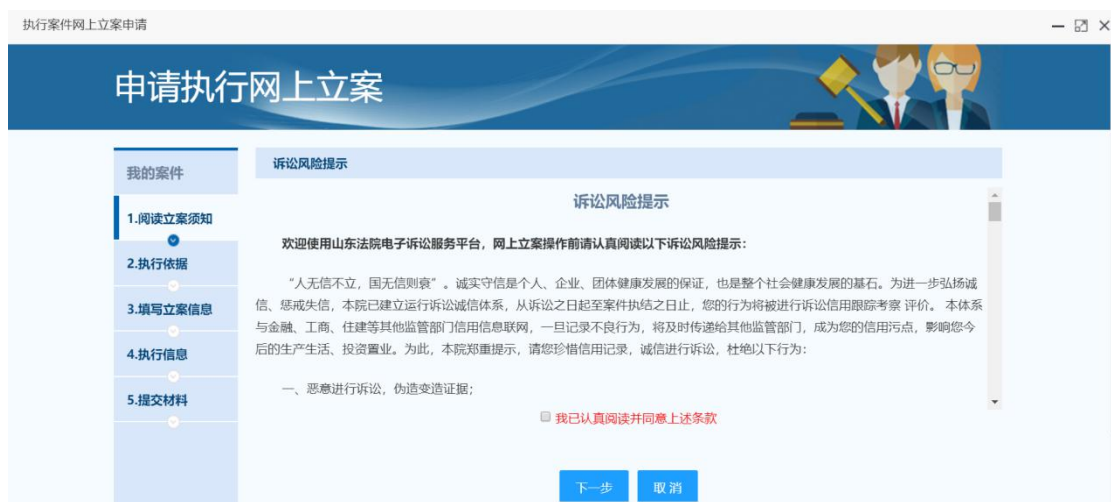 执行案件网上立案申请
申请执行网上立案
我的案件
1.阅读立案须知
2.执行依据
3.填写立案信息
4.执行信息
5.提交材料
诉讼风险提示
诉讼风险提示
欢迎使用山东法院电子诉讼服务平台，网上立案操作前请认真阅读以下诉讼风险提示：
“人无信不立，国无信则衰”。诚实守信是个人、企业、团体健康发展的保证，也是整个社会健康发展的基石。为进一步弘扬诚
信、惩戒失信，本院已建立运行诉讼诚信体系，从诉讼之日起至案件执结之日止，您的行为将被进行诉讼信用跟踪考察 评价。 本体系
与金融、工商、住建等其他监管部门信用信息联网，一旦记录不良行为，将及时传递给其他监管部门，成为您的信用污点，影响您今
后的生产生活、投资置业。为此，本院郑重提示，请您珍惜信用记录，诚信进行诉讼，杜绝以下行为：
一、恶意进行诉讼，伪造变造证据；
我已认真阅读并同意上述条款
下一步
取消